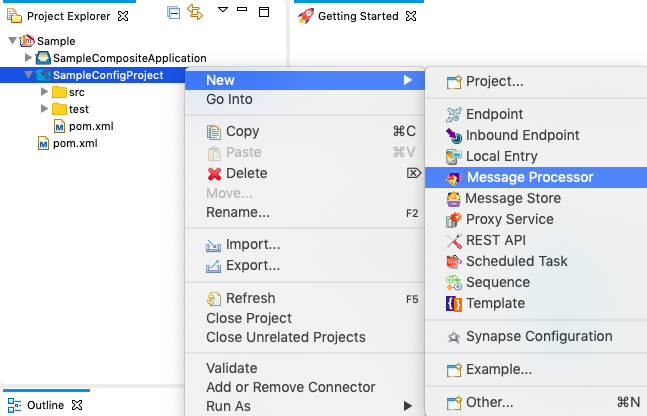 Project Explorer
Getting Started
Sample
SampleCompositeApplication
SampleConfigProject
src
test
pom.xml
pom.xml
Outline
New
Go Into
Copy ⌘C
Paste ⌘V
Delete ⌦
Move...
Rename... F2
Import...
Export...
Refresh F5
Close Project
Close Unrelated Projects
Validate
Add or Remove Connector
Run As
Project...
Endpoint
Inbound Endpoint
Local Entry
Message Processor
Message Store
Proxy Service
REST API
Scheduled Task
Sequence
Template
Synapse Configuration
Example...
Other... ⌘N